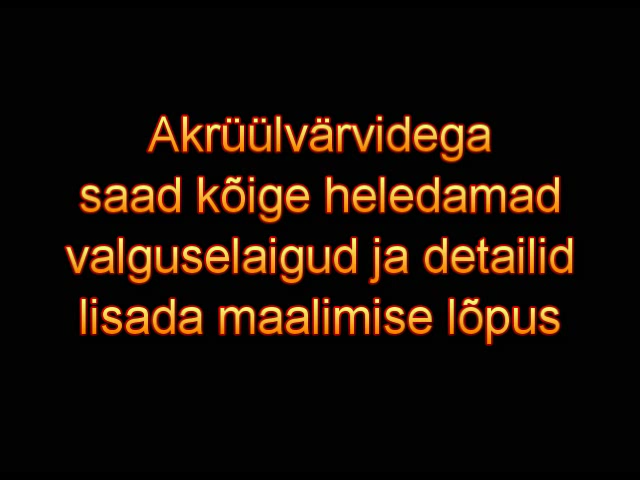 Akrüülvärvidega
saad kõige heledamad
valguselaigud ja detailid
lisada maalimise lõpus